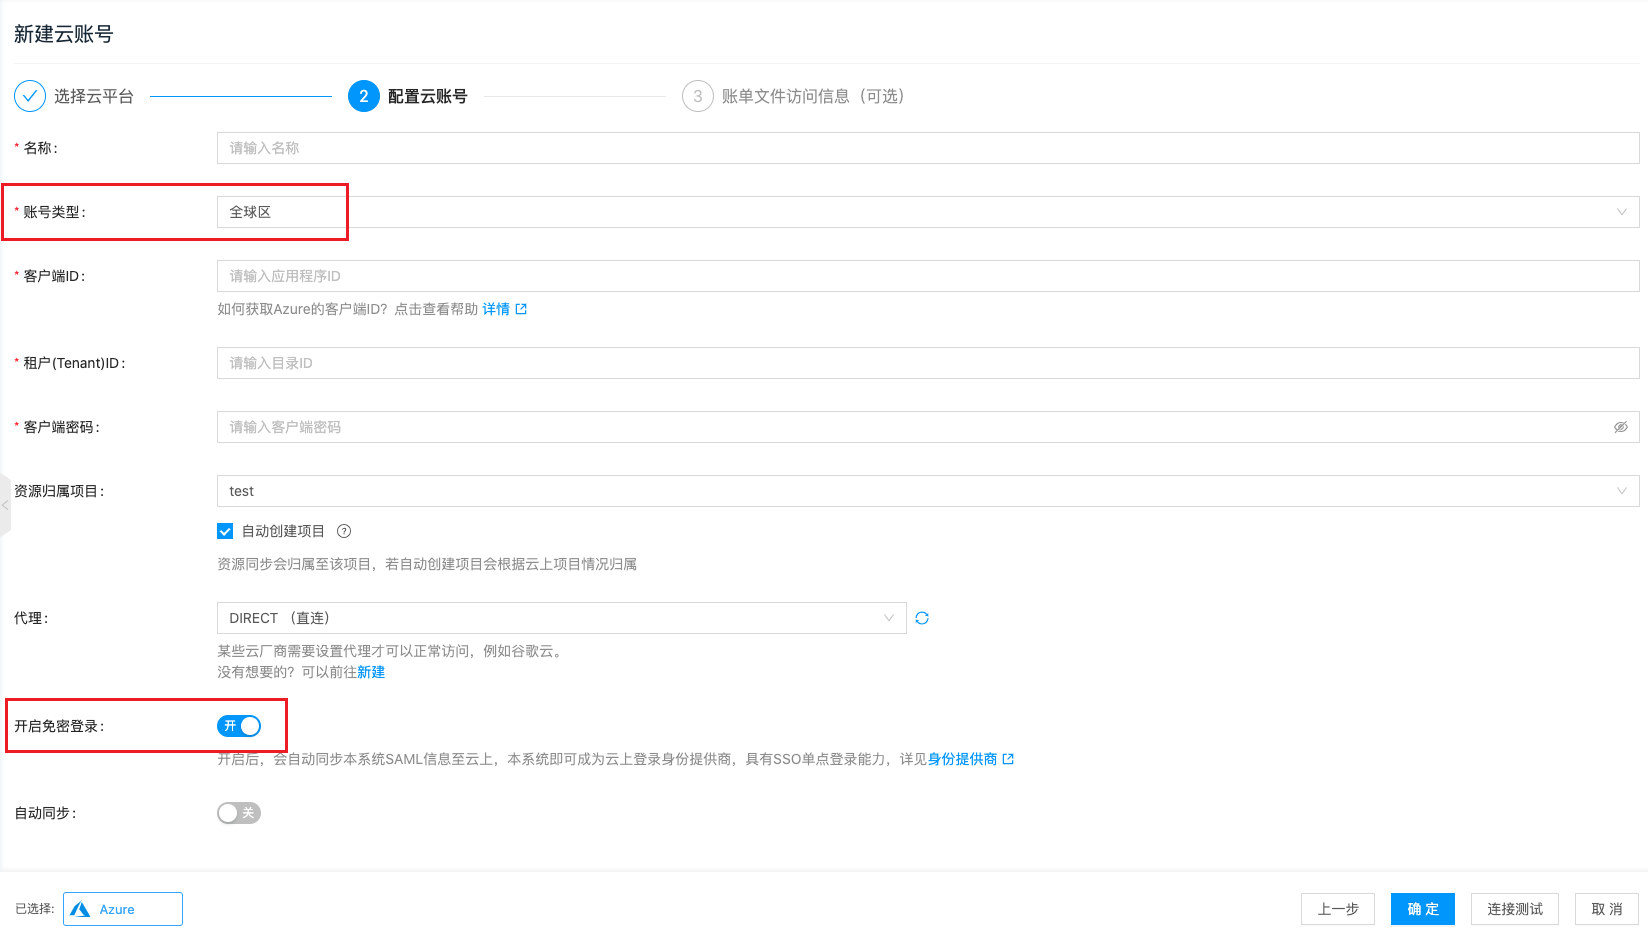 新建云账号
选择云平台
2 配置云账号
3 账单文件访问信息（可选）
* 名称:
请输入名称
* 账号类型:
全球区
* 客户端ID:
请输入应用程序ID
如何获取Azure的客户端ID？点击查看帮助 详情
* 租户(Tenant)ID:
请输入目录ID
* 客户端密码:
请输入客户端密码
资源归属项目:
test
自动创建项目 ?
资源同步会归属至该项目，若自动创建项目会根据云上项目情况归属
代理:
DIRECT （直连）
某些云厂商需要设置代理才可以正常访问，例如谷歌云。
没有想要的？可以前往新建
开启免密登录:
开
开启后，会自动同步本系统SAML信息至云上，本系统即可成为云上登录身份提供商，具有SSO单点登录能力，详见身份提供商
自动同步:
关
已选择:
Azure
上一步
确 定
连接测试
取 消